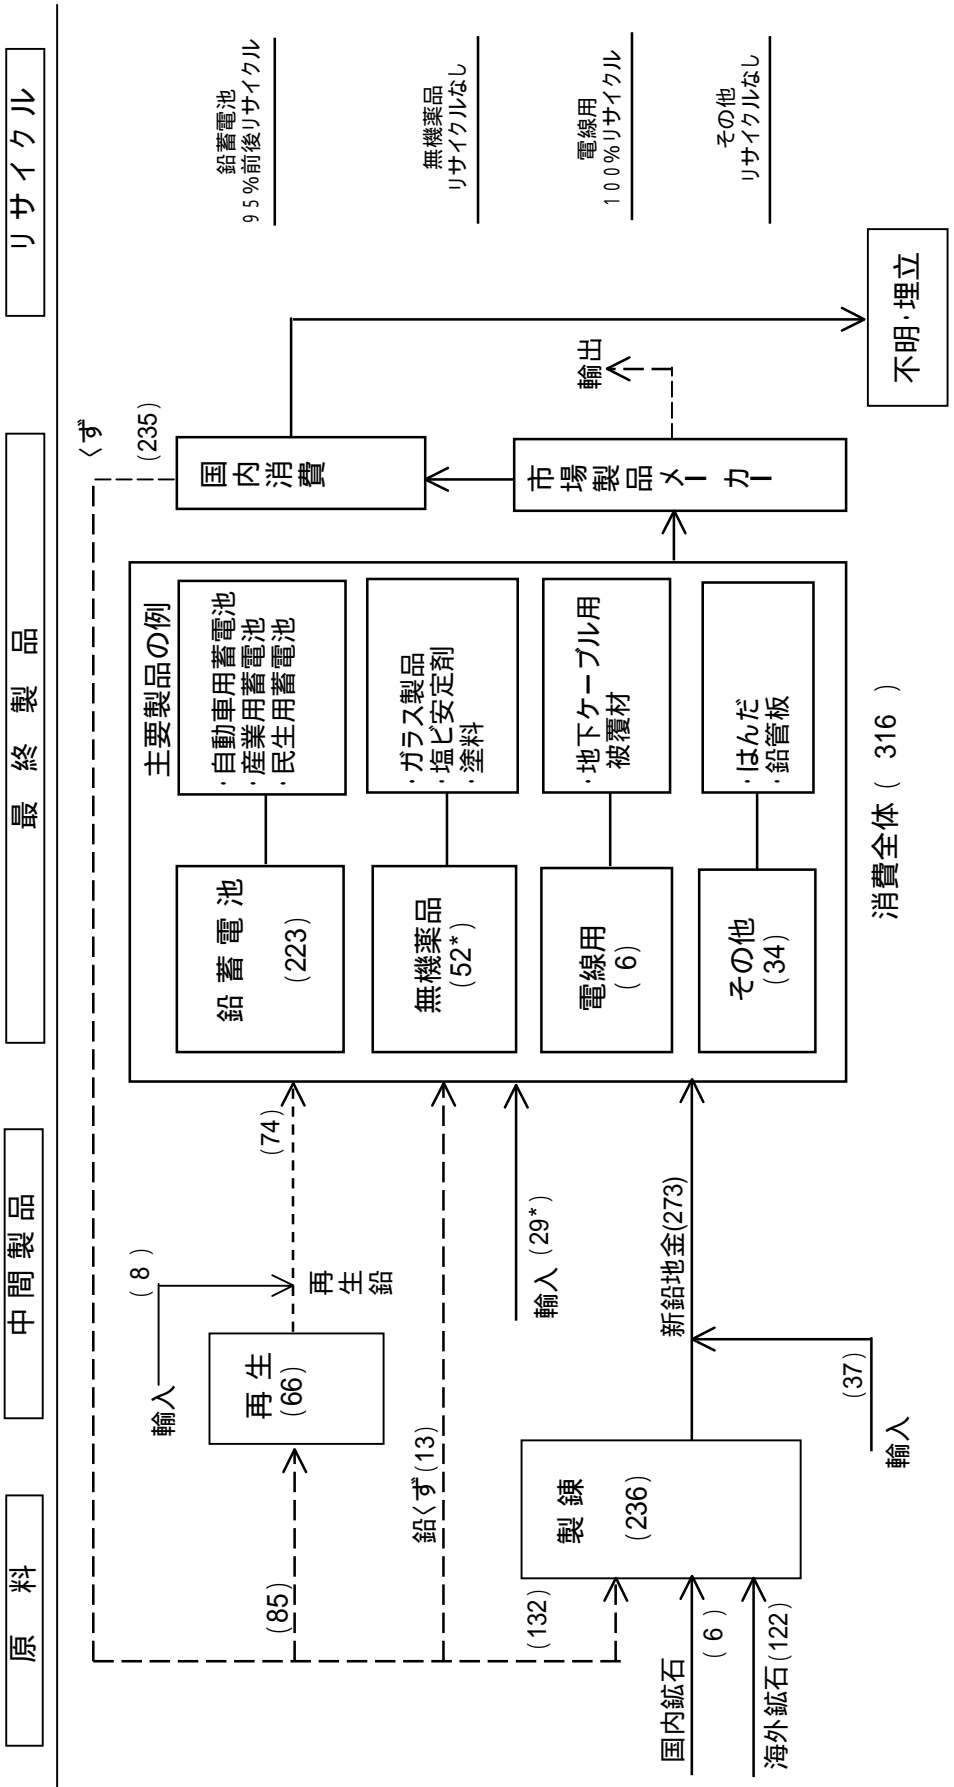 原 料
中 間 製 品
最 終 製 品
リ サ イ ク ル
くず
(235)
輸入
( 8 )
再生
(66)
再生鉛
(74)
(85)
鉛くず(13)
(132)
輸入(29*)
国内鉱石
( 6 )
海外鉱石(122)
製錬
(236)
新鉛地金(273)
(37)
輸入
主要製品の例
鉛 蓄 電 池
(223)
・自動車用蓄電池
・産業用蓄電池
・民生用蓄電池
無機薬品
(52*)
・ガラス製品
・塩ビ安定剤
・塗料
電線用
( 6)
・地下ケーブル用
被覆材
その他
(34)
・はんだ
・鉛管板
消費全体( 316 )
国内消費
市場製品メーカー
輸出
不明・埋立
鉛蓄電池
95%前後リサイクル
無機薬品
リサイクルなし
電線用
100%リサイクル
その他
リサイクルなし